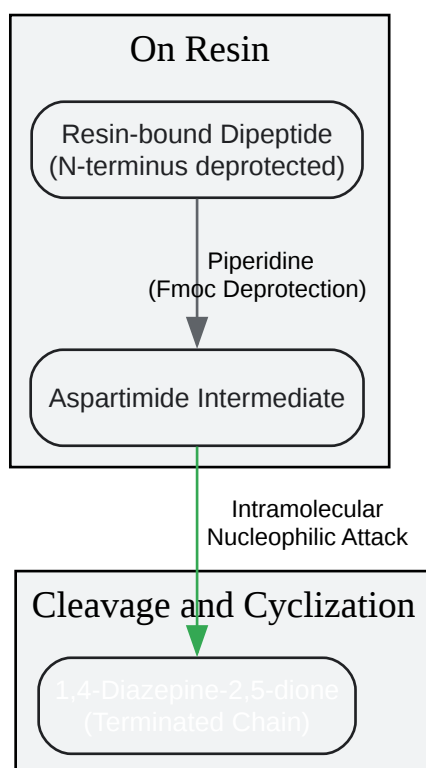 On Resin
Resin-bound Dipeptide
(N-terminus deprotected)
Piperidine
(Fmoc Deprotection)
Aspartimide Intermediate
Intramolecular
Nucleophilic Attack
Cleavage and Cyclization
1,4-Diazepine-2,5-dione
(Terminated Chain)